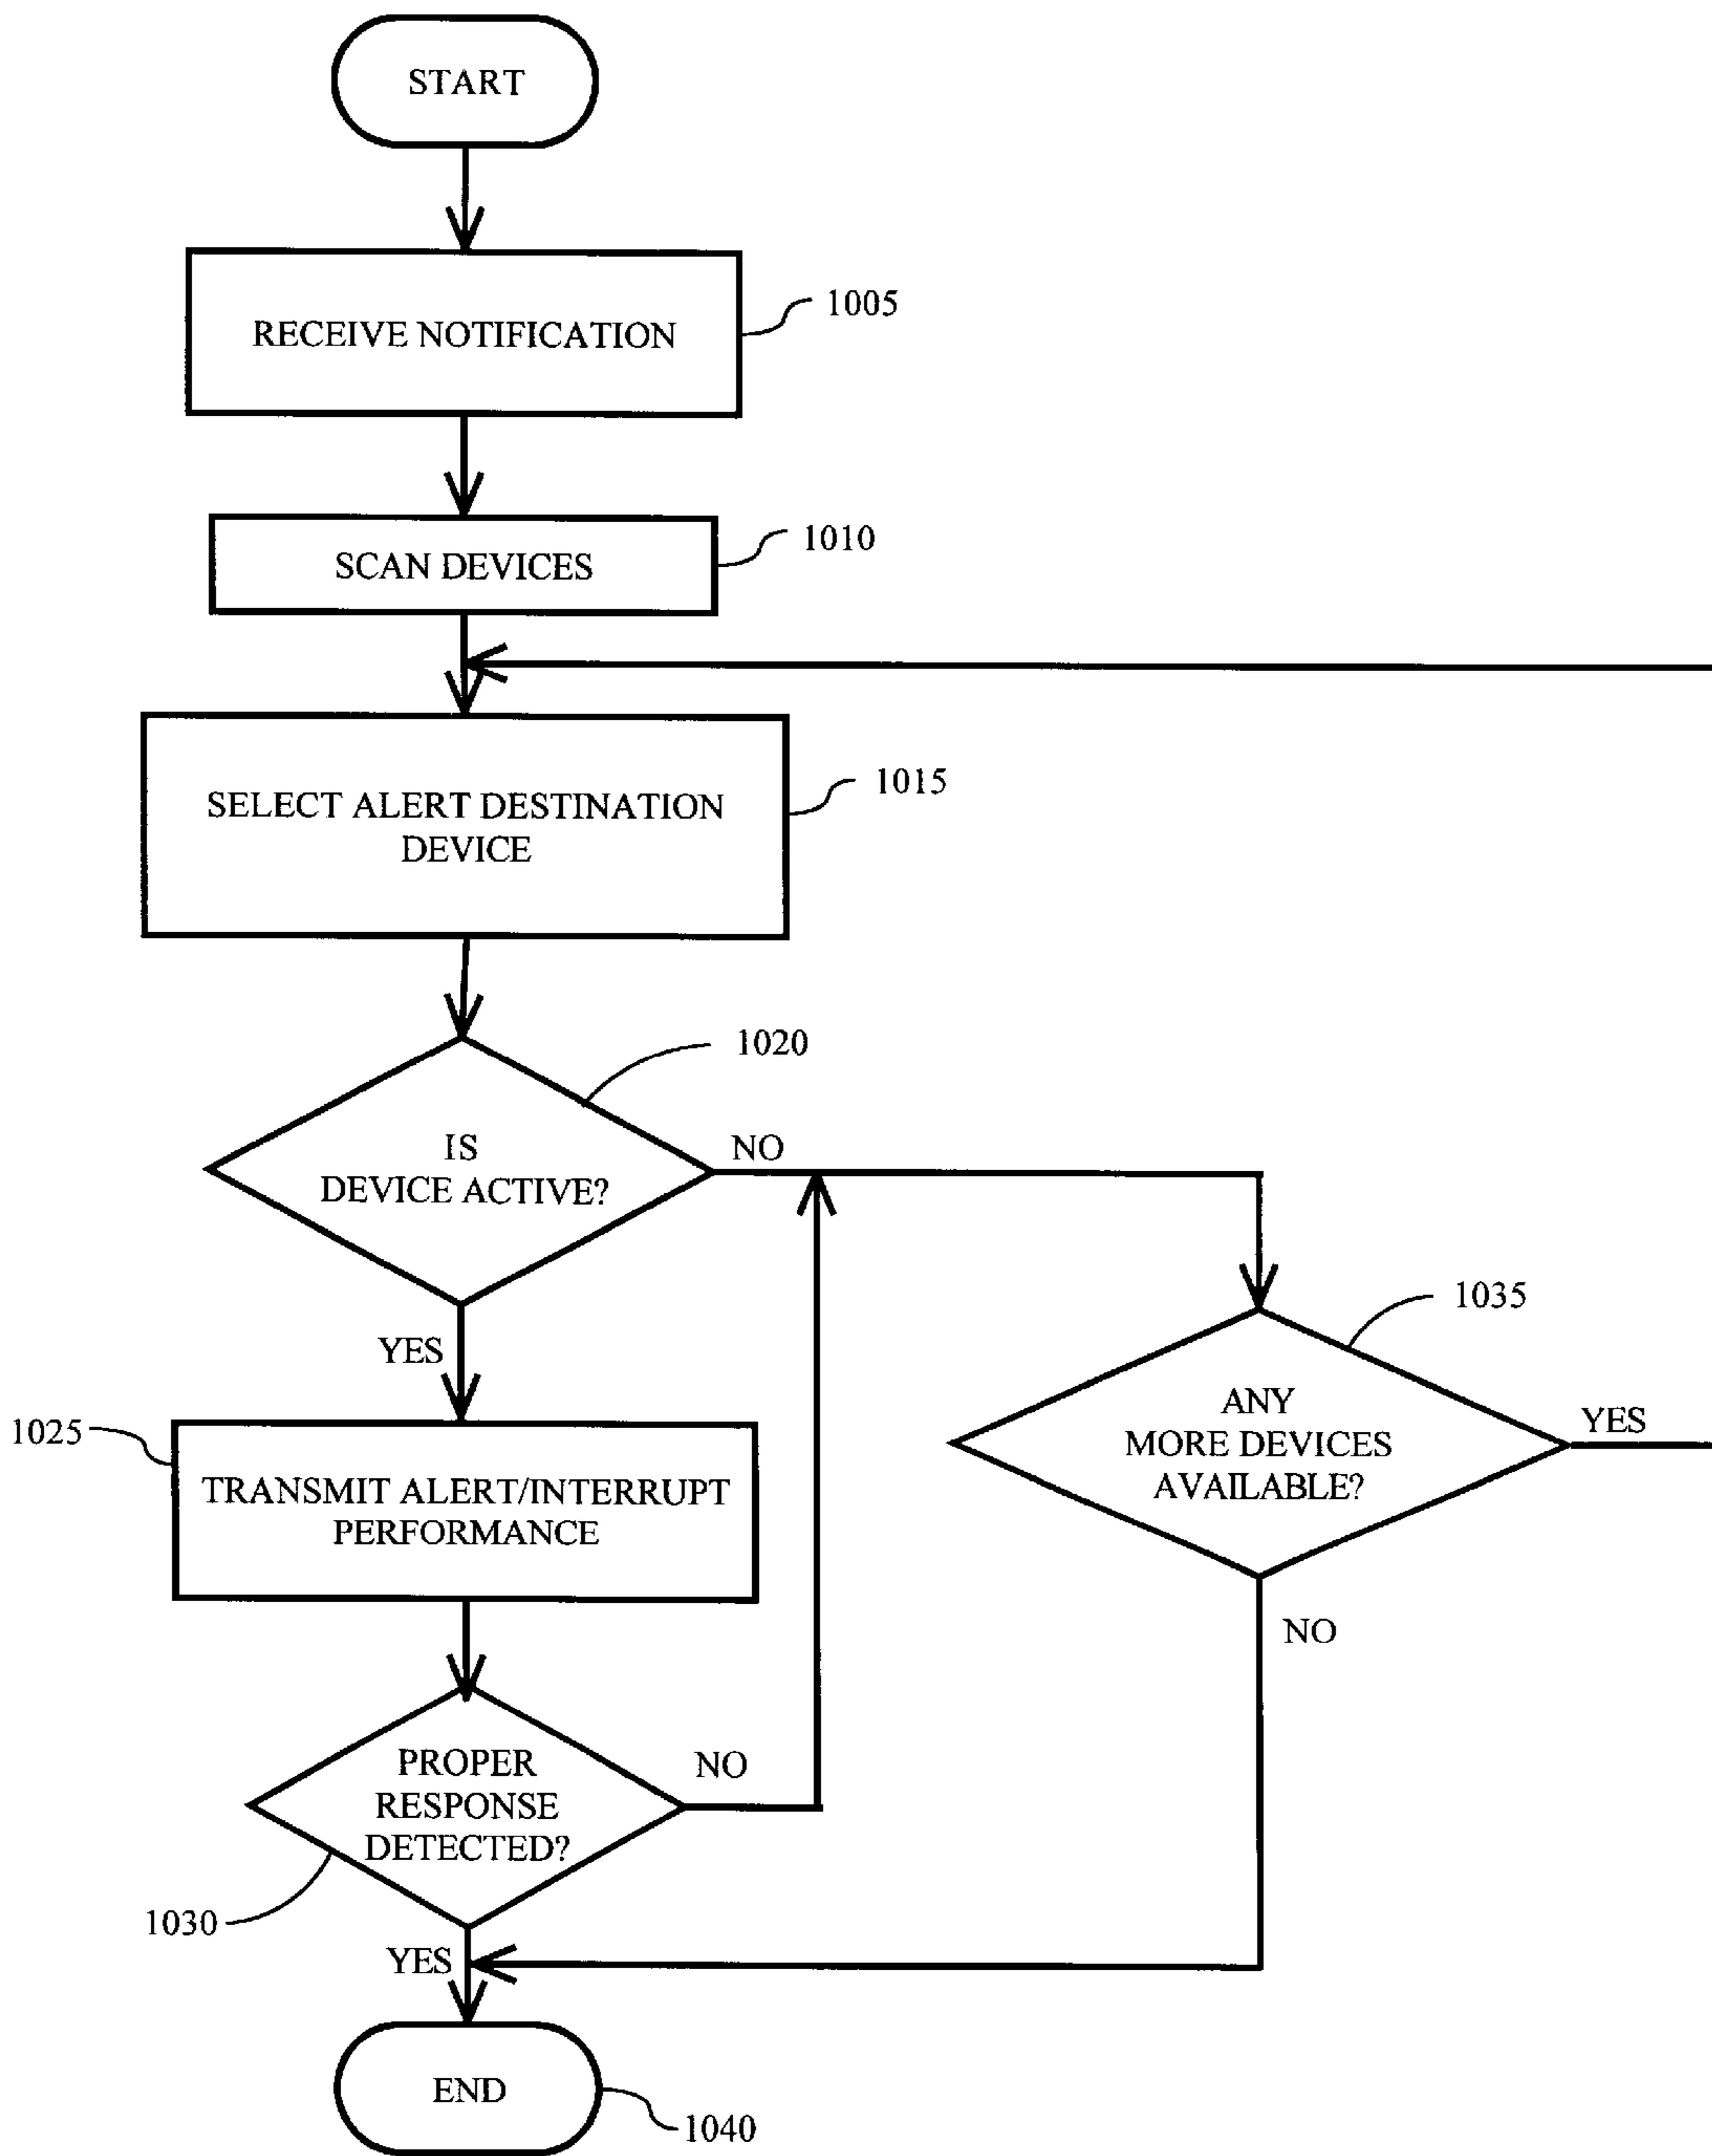 START
RECEIVE NOTIFICATION
1005
SCAN DEVICES
1010
SELECT ALERT DESTINATION
DEVICE
1015
IS
DEVICE ACTIVE?
1020
NO
YES
1025
TRANSMIT ALERT/INTERRUPT
PERFORMANCE
1035
ANY
MORE DEVICES
AVAILABLE?
YES
NO
PROPER
RESPONSE
DETECTED?
NO
1030
YES
END
1040